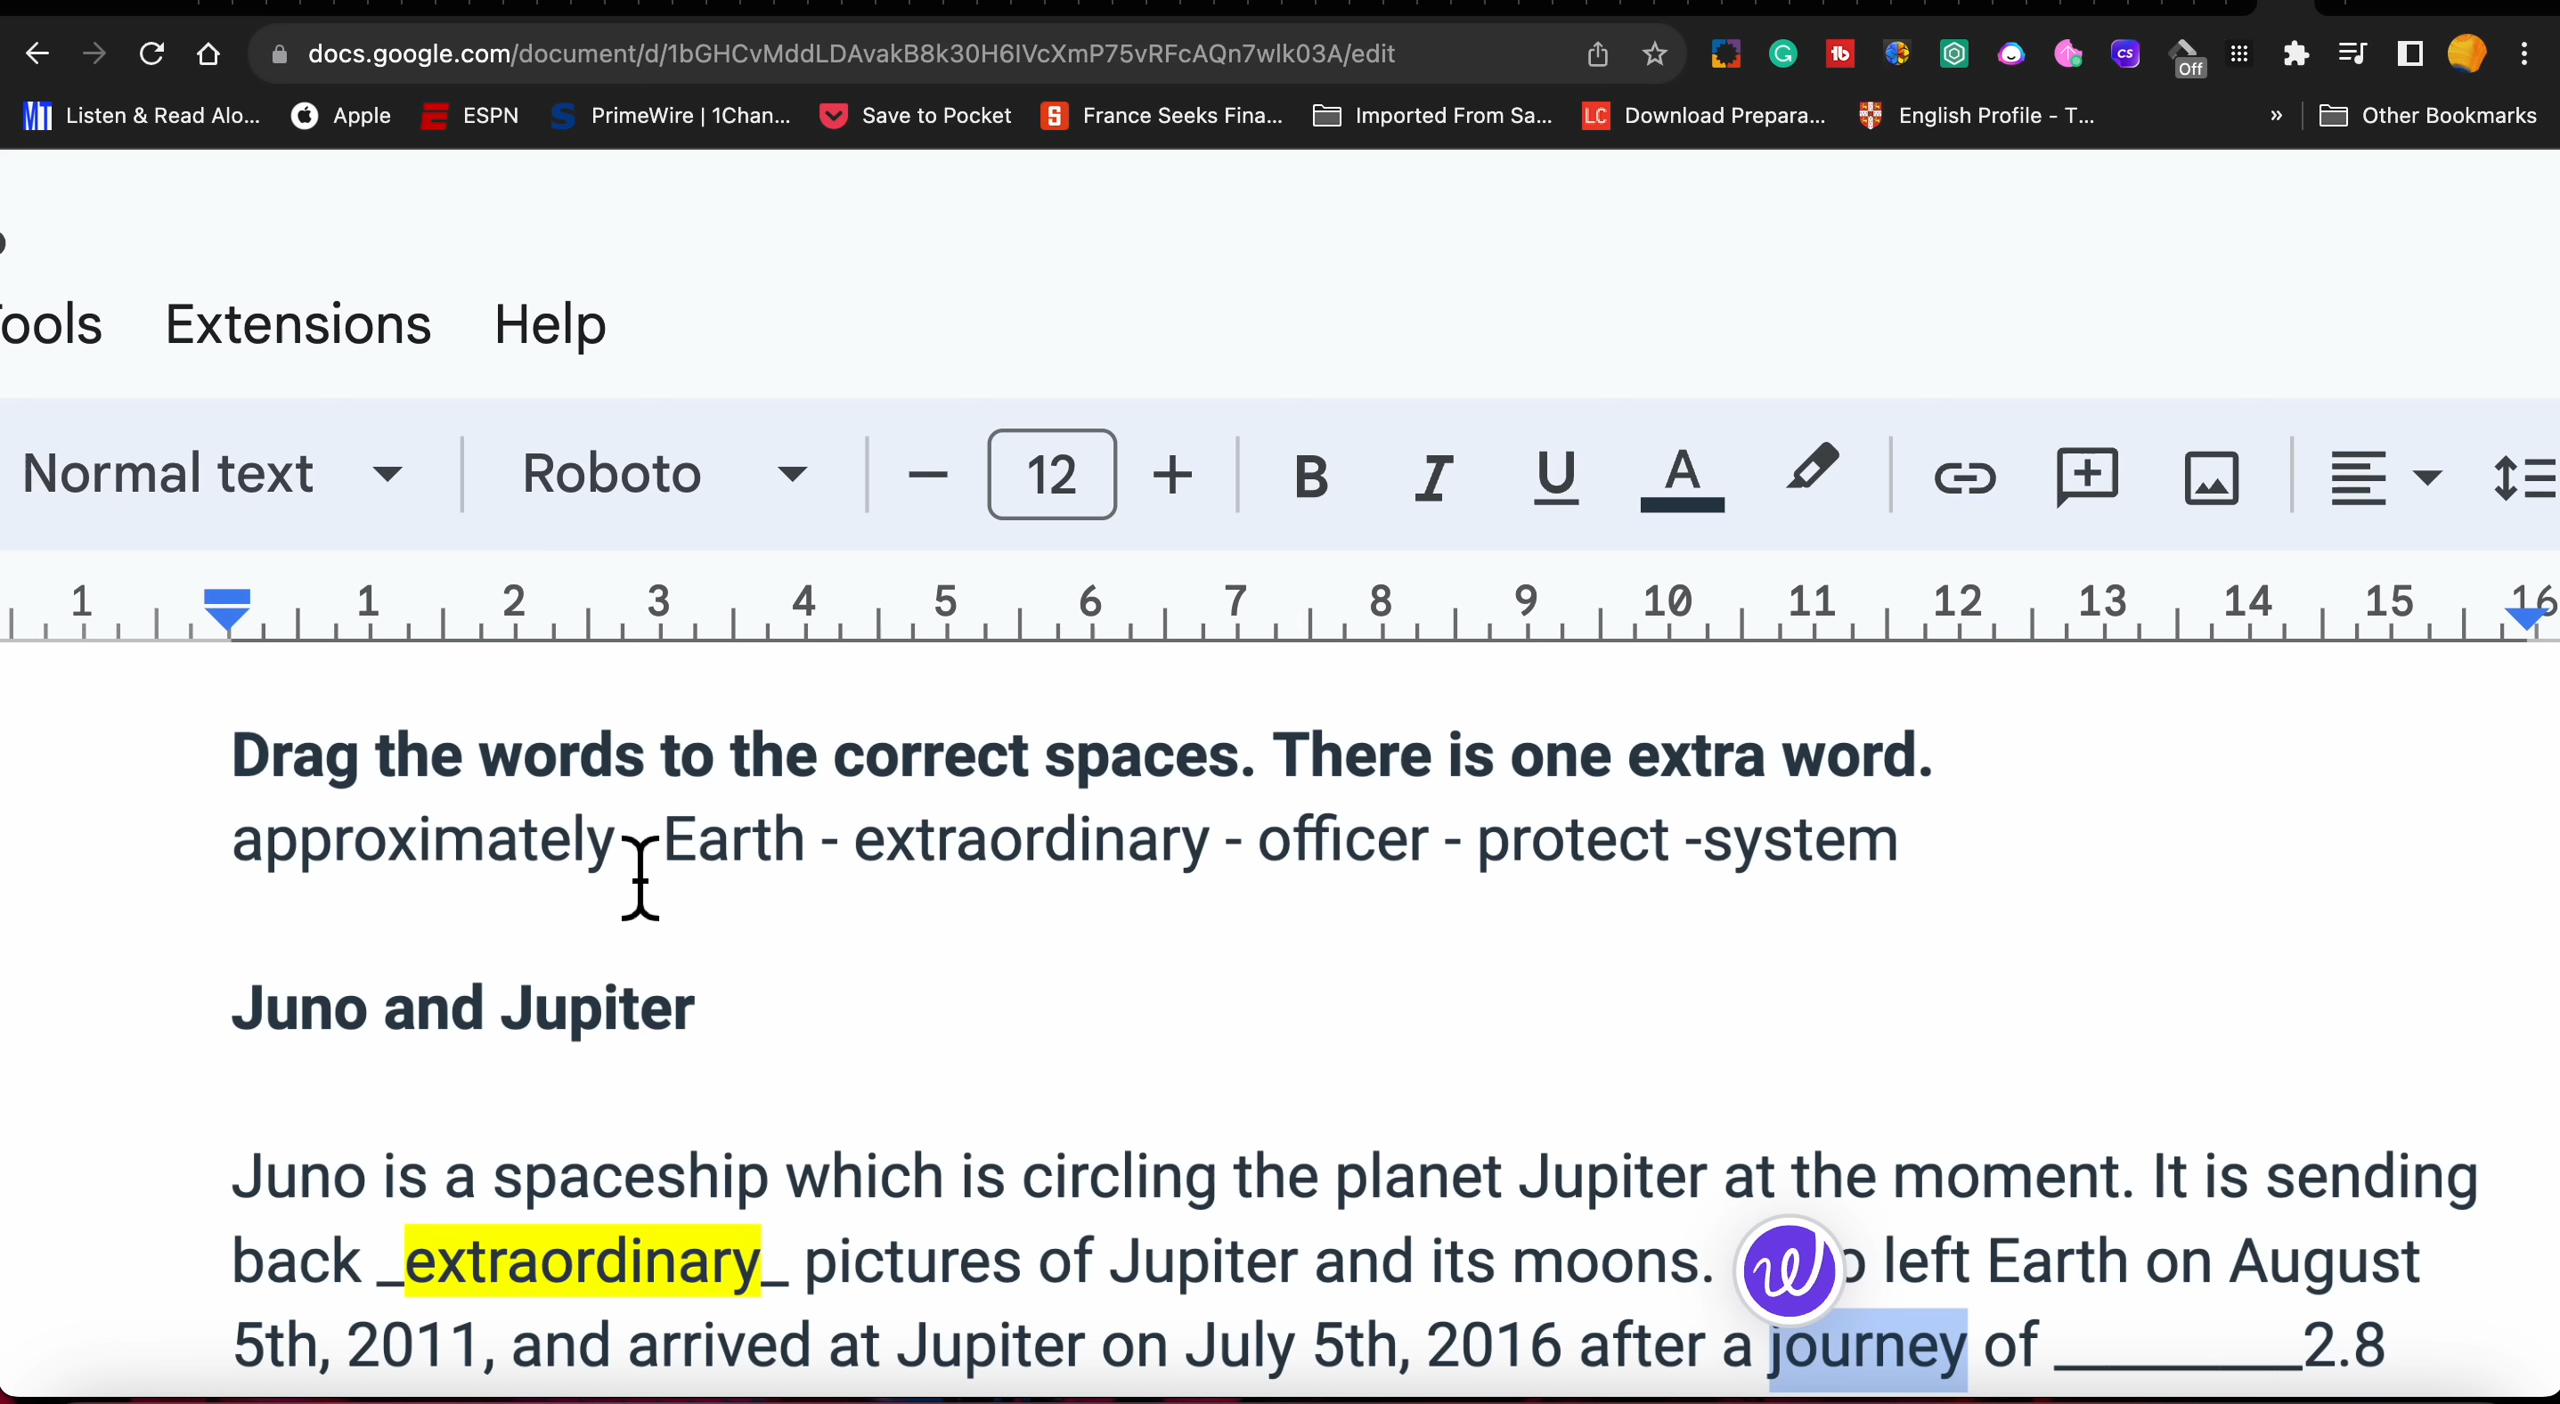 docs.google.com/document/d/1bGHCvMddLDAvakB8k30H6IVcXmP75vRFcAQn7wlk03A/edit
Off
Listen & Read Alo... Apple ESPN PrimeWire | 1Chan... Save to Pocket France Seeks Fina... Imported From Sa... LC Download Prepara... English Profile - T... » Other Bookmarks
ools Extensions Help
Normal text Roboto 12 B I U A
1 1 2 3 4 5 6 7 8 9 10 11 12 13 14 15 16
Drag the words to the correct spaces. There is one extra word.
approximately Earth - extraordinary - officer - protect -system
Juno and Jupiter
Juno is a spaceship which is circling the planet Jupiter at the moment. It is sending
back _extraordinary_ pictures of Jupiter and its moons. o left Earth on August
5th, 2011, and arrived at Jupiter on July 5th, 2016 after a journey of ________2.8